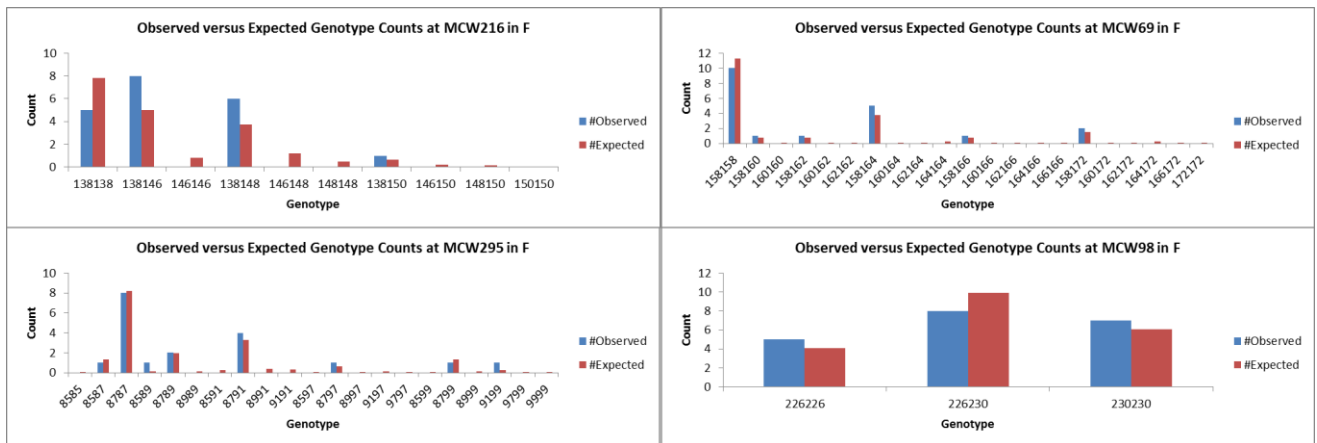 Observed versus Expected Genotype Counts at MCW216 in F
10
8
6
4
2
0
Count
138138 138146 146146 138148 146148 148148 138150 146150 148150 150150
Genotype
#Observed
#Expected
Observed versus Expected Genotype Counts at MCW69 in F
12
10
8
6
4
2
0
Count
158158 158160 160160 158162 160162 162162 158164 160164 162164 164164 158166 160166 162166 164166 166166 158172 160172 162172 164172 166172 172172
Genotype
#Observed
#Expected
Observed versus Expected Genotype Counts at MCW295 in F
10
8
6
4
2
0
Count
8585 8587 8787 8589 8789 8989 8591 8791 8991 9191 8597 8797 8997 9197 9797 8599 8799 8999 9199 9799 9999
Genotype
#Observed
#Expected
Observed versus Expected Genotype Counts at MCW98 in F
12
10
8
6
4
2
0
Count
226226 226230 230230
Genotype
#Observed
#Expected